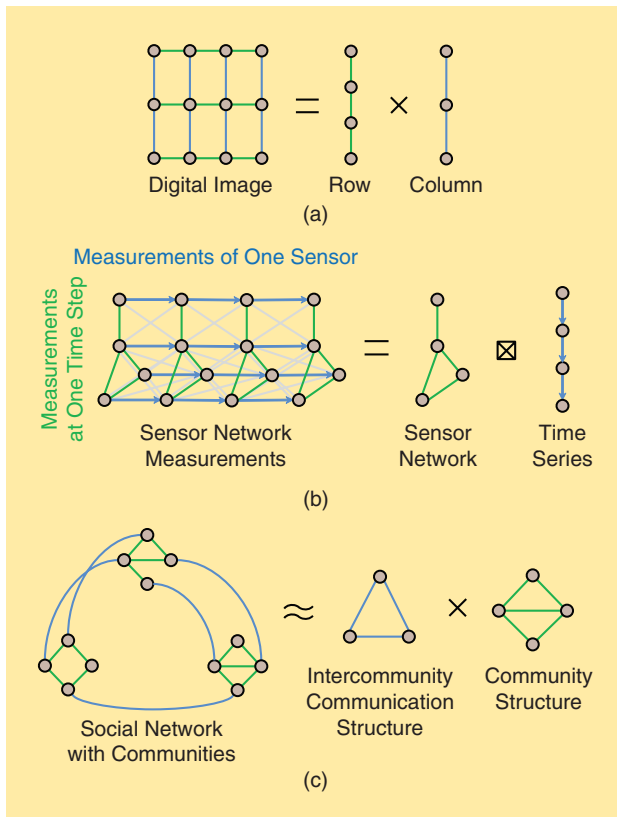 Digital Image
Row
Column
(a)
Measurements of One Sensor
Measurements
at One Time Step
Sensor Network
Measurements
Sensor
Network
Time
Series
(b)
Social Network
with Communities
Intercommunity
Communication
Structure
Community
Structure
(c)